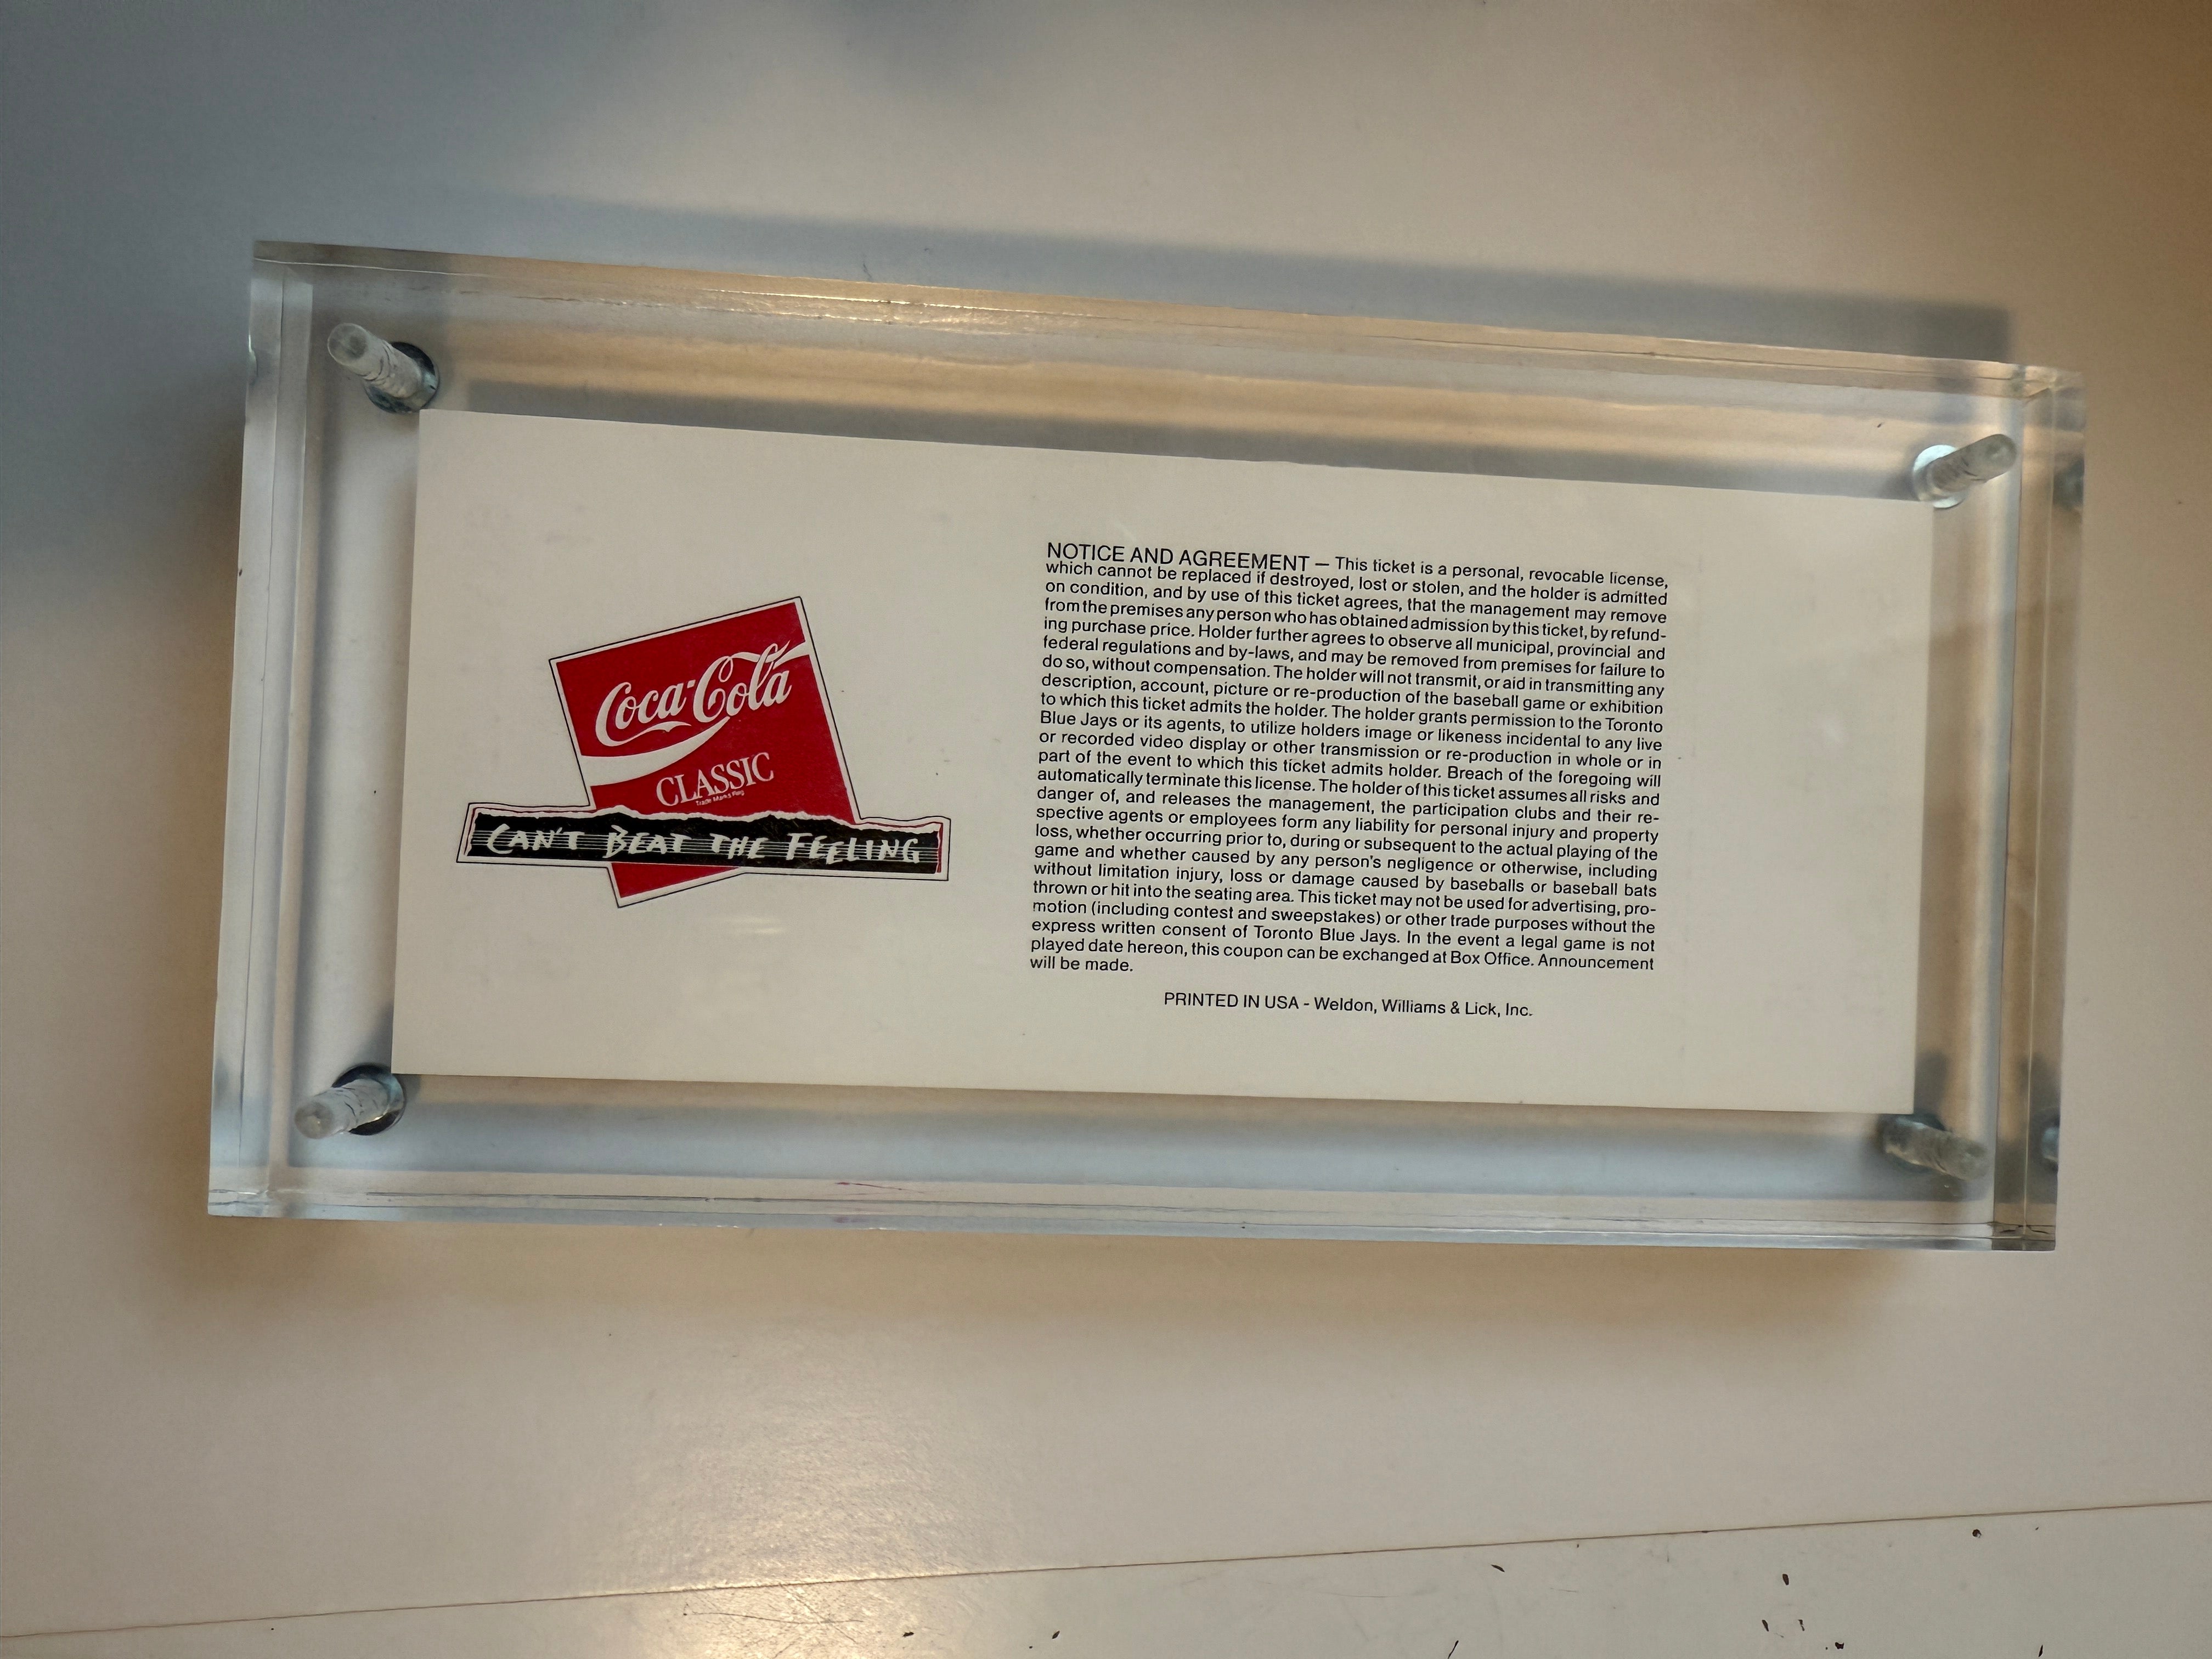 Coca-Cola
CLASSIC
Trade Mark Reg
CAN'T BEAT THE FEELING
NOTICE AND AGREEMENT — This ticket is a personal, revocable license,
which cannot be replaced if destroyed, lost or stolen, and the holder is admitted
on condition, and by use of this ticket agrees, that the management may remove
from the premises any person who has obtained admission by this ticket, by refund-
ing purchase price. Holder further agrees to observe all municipal, provincial and
federal regulations and by-laws, and may be removed from premises for failure to
do so, without compensation. The holder will not transmit, or aid in transmitting any
description, account, picture or re-production of the baseball game or exhibition
to which this ticket admits the holder. The holder grants permission to the Toronto
Blue Jays or its agents, to utilize holders image or likeness incidental to any live
or recorded video display or other transmission or re-production in whole or in
part of the event to which this ticket admits holder. Breach of the foregoing will
automatically terminate this license. The holder of this ticket assumes all risks and
danger of, and releases the management, the participation clubs and their re-
spective agents or employees form any liability for personal injury and property
loss, whether occurring prior to, during or subsequent to the actual playing of the
game and whether caused by any person's negligence or otherwise, including
without limitation injury, loss or damage caused by baseballs or baseball bats
thrown or hit into the seating area. This ticket may not be used for advertising, pro-
motion (including contest and sweepstakes) or other trade purposes without the
express written consent of Toronto Blue Jays. In the event a legal game is not
played date hereon, this coupon can be exchanged at Box Office. Announcement
will be made.
PRINTED IN USA - Weldon, Williams & Lick, Inc.